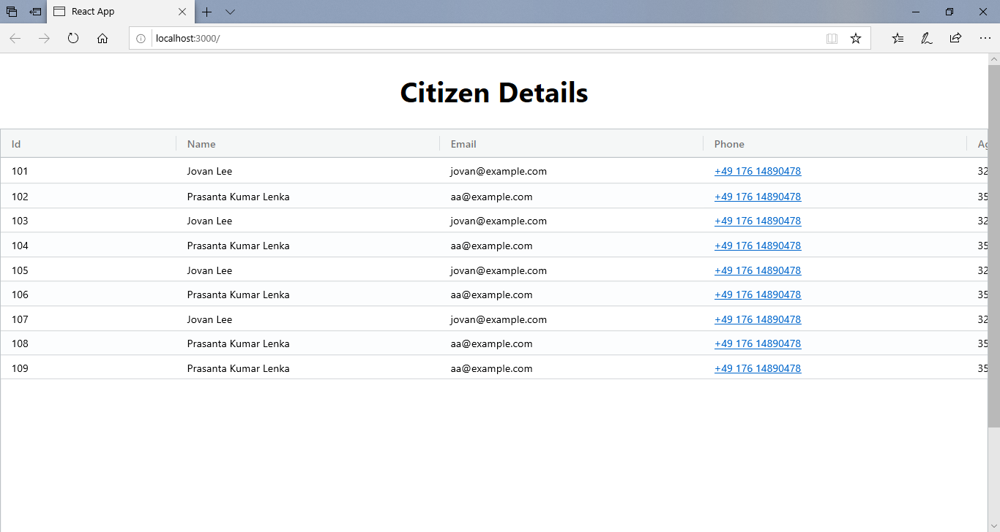 React App
localhost:3000/
Citizen Details
Id Name Email Phone
101 Jovan Lee jovan@example.com +49 176 14890478 32
102 Prasanta Kumar Lenka aa@example.com +49 176 14890478 35
103 Jovan Lee jovan@example.com +49 176 14890478 32
104 Prasanta Kumar Lenka aa@example.com +49 176 14890478 35
105 Jovan Lee jovan@example.com +49 176 14890478 32
106 Prasanta Kumar Lenka aa@example.com +49 176 14890478 35
107 Jovan Lee jovan@example.com +49 176 14890478 32
108 Prasanta Kumar Lenka aa@example.com +49 176 14890478 35
109 Prasanta Kumar Lenka aa@example.com +49 176 14890478 35